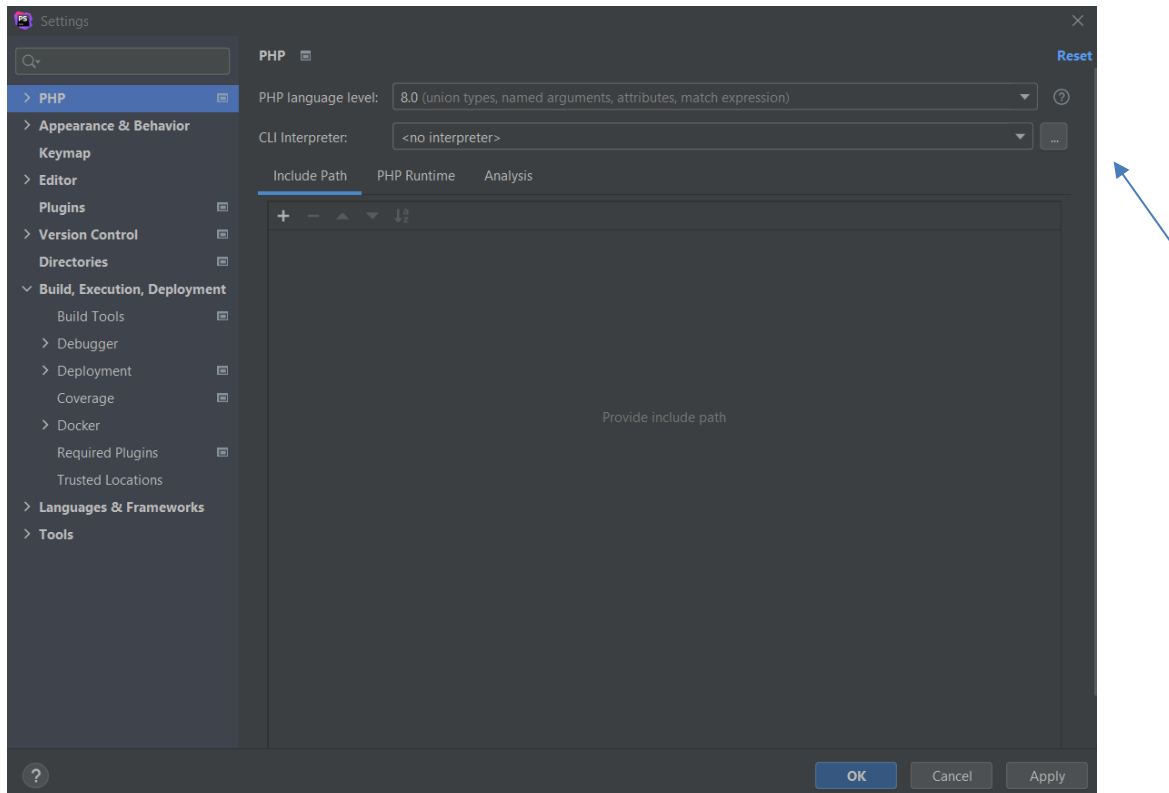 PS Settings
PHP
Appearance & Behavior
Keymap
Editor
Plugins
Version Control
Directories
Build, Execution, Deployment
Build Tools
Debugger
Deployment
Coverage
Docker
Required Plugins
Trusted Locations
Languages & Frameworks
Tools
?
PHP Reset
PHP language level: 8.0 (union types, named arguments, attributes, match expression) ?
CLI Interpreter: <no interpreter> ...
Include Path PHP Runtime Analysis
Provide include path
OK Cancel Apply